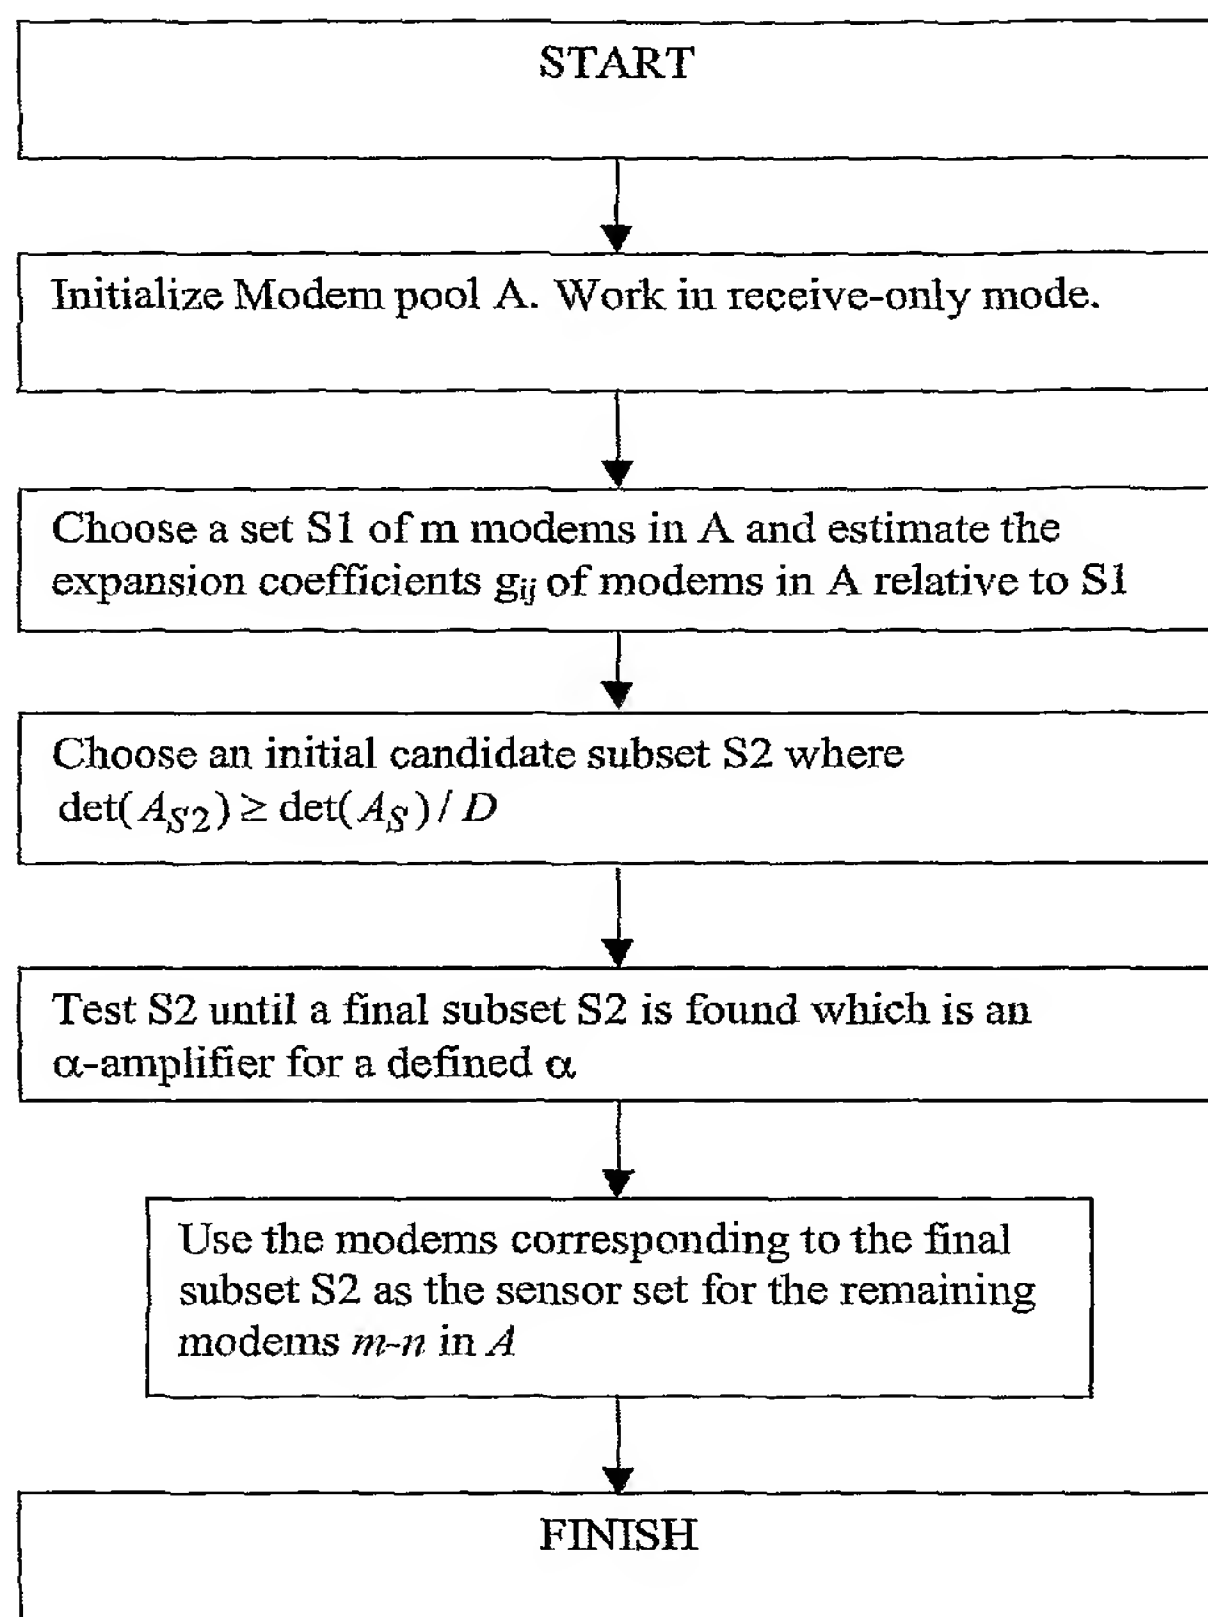 START
Initialize Modem pool A. Work in receive-only mode.
Choose a set S1 of m modems in A and estimate the
expansion coefficients gij of modems in A relative to S1
Choose an initial candidate subset S2 where
det(AS2) ≥ det(AS) / D
Test S2 until a final subset S2 is found which is an
α-amplifier for a defined α
Use the modems corresponding to the final
subset S2 as the sensor set for the remaining
modems m-n in A
FINISH